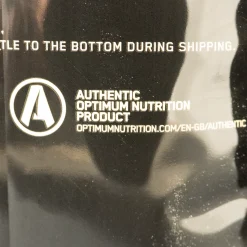 TLE TO THE BOTTOM DURING SHIPPING.
A
AUTHENTIC
OPTIMUM NUTRITION
PRODUCT
OPTIMUMNUTRITION.COM/EN-GB/AUTHENTIC